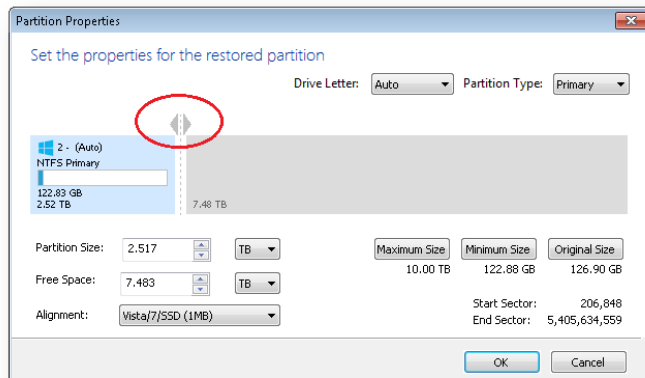 Partition Properties
Set the properties for the restored partition
Drive Letter: Auto Partition Type: Primary
2 - (Auto)
NTFS Primary
122.83 GB
2.52 TB
7.48 TB
Partition Size: 2.517 TB Maximum Size Minimum Size Original Size
10.00 TB 122.88 GB 126.90 GB
Free Space: 7.483 TB
Start Sector: 206,848
Alignment: Vista/7/SSD (1MB) End Sector: 5,405,634,559
OK Cancel